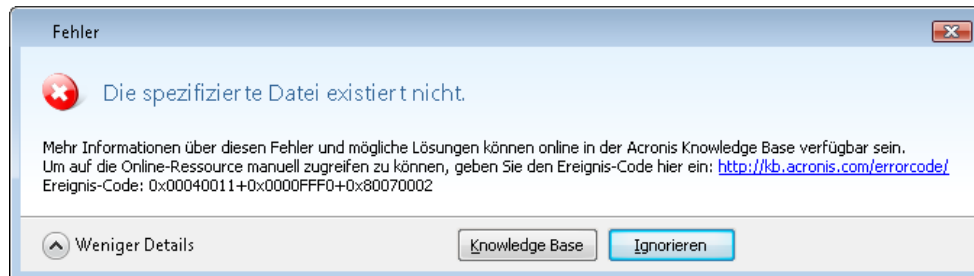 Fehler
Die spezifizierte Datei existiert nicht.
Mehr Informationen über diesen Fehler und mögliche Lösungen können online in der Acronis Knowledge Base verfügbar sein.
Um auf die Online-Ressource manuell zugreifen zu können, geben Sie den Ereignis-Code hier ein: http://kb.acronis.com/errorcode/
Ereignis-Code: 0x00040011+0x0000FFF0+0x80070002
Weniger Details
Knowledge Base
Ignorieren